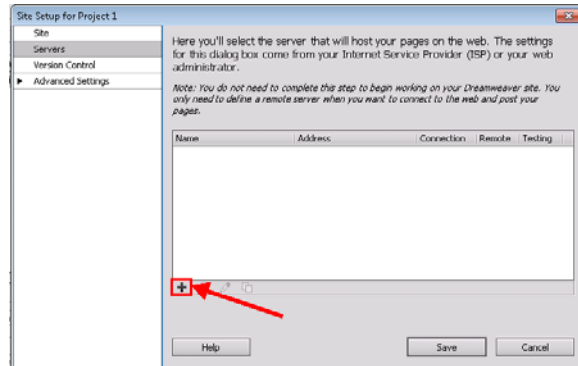 Site Setup for Project 1
Site
Servers
Version Control
Advanced Settings
Here you'll select the server that will host your pages on the web. The settings
for this dialog box come from your Internet Service Provider (ISP) or your web
administrator.
Note: You do not need to complete this step to begin working on your Dreamweaver site. You
only need to define a remote server when you want to connect to the web and post your
pages.
Name Address Connection Remote Testing
Help Save Cancel